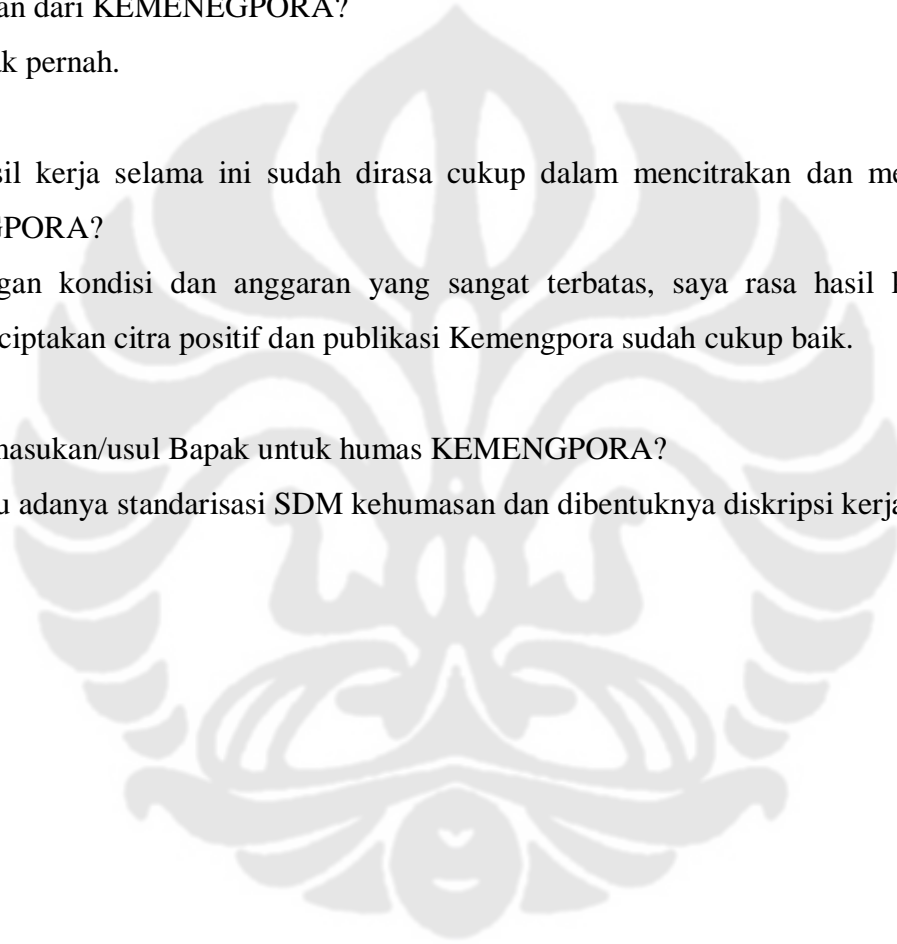 an dari KEMENEGPORA?
ak pernah.
sil kerja selama ini sudah dirasa cukup dalam mencitrakan dan me
GPORA?
gan kondisi dan anggaran yang sangat terbatas, saya rasa hasil
ciptakan citra positif dan publikasi Kemengpora sudah cukup baik.
masukan/usul Bapak untuk humas KEMENGPORA?
u adanya standarisasi SDM kehumasan dan dibentuknya diskripsi kerja